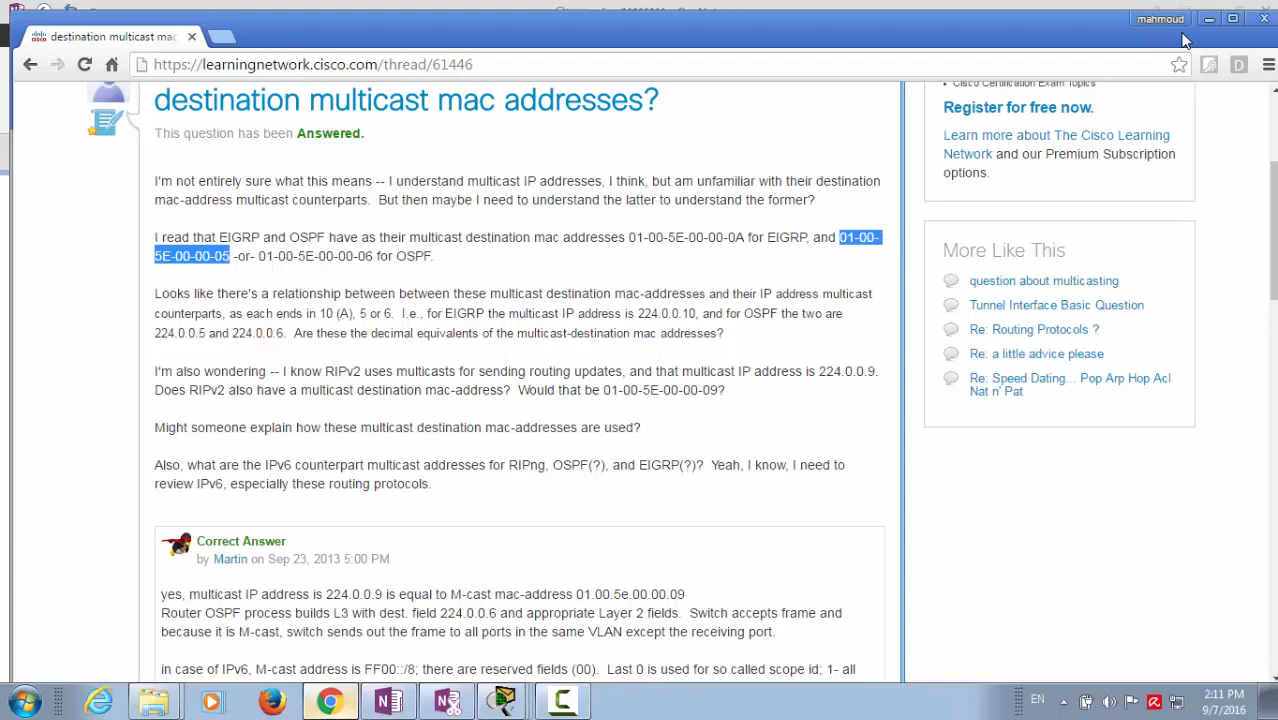 mahmoud
destination multicast mac
https://learningnetwork.cisco.com/thread/61446
destination multicast mac addresses?
This question has been Answered.
I'm not entirely sure what this means -- I understand multicast IP addresses, I think, but am unfamiliar with their destination
mac-address multicast counterparts.  But then maybe I need to understand the latter to understand the former?
I read that EIGRP and OSPF have as their multicast destination mac addresses 01-00-5E-00-00-0A for EIGRP, and 01-00-
5E-00-00-05 -or-  01-00-5E-00-00-06 for OSPF.
Looks like there's a relationship between between these multicast destination mac-addresses and their IP address multicast
counterparts, as each ends in 10 (A), 5 or 6.  I.e., for EIGRP the multicast IP address is 224.0.0.10, and for OSPF the two are
224.0.0.5 and 224.0.0.6.  Are these the decimal equivalents of the multicast-destination mac addresses?
I'm also wondering -- I know RIPv2 uses multicasts for sending routing updates, and that multicast IP address is 224.0.0.9.
Does RIPv2 also have a multicast destination mac-address?  Would that be 01-00-5E-00-00-09?
Might someone explain how these multicast destination mac-addresses are used?
Also, what are the IPv6 counterpart multicast addresses for RIPng, OSPF(?), and EIGRP(?)?  Yeah, I know, I need to
review IPv6, especially these routing protocols.
Correct Answer
by Martin on Sep 23, 2013 5:00 PM
yes, multicast IP address is 224.0.0.9 is equal to M-cast mac-address 01.00.5e.00.00.09
Router OSPF process builds L3 with dest. field 224.0.0.6 and appropriate Layer 2 fields.  Switch accepts frame and
because it is M-cast, switch sends out the frame to all ports in the same VLAN except the receiving port.
in case of IPv6, M-cast address is FF00::/8; there are reserved fields (00).  Last 0 is used for so called scope id; 1- all
Cisco Certification Exam Topics
Register for free now.
Learn more about The Cisco Learning
Network and our Premium Subscription
options.
More Like This
question about multicasting
Tunnel Interface Basic Question
Re: Routing Protocols ?
Re: a little advice please
Re: Speed Dating... Pop Arp Hop Acl
Nat n' Pat
EN
2:11 PM
9/7/2016